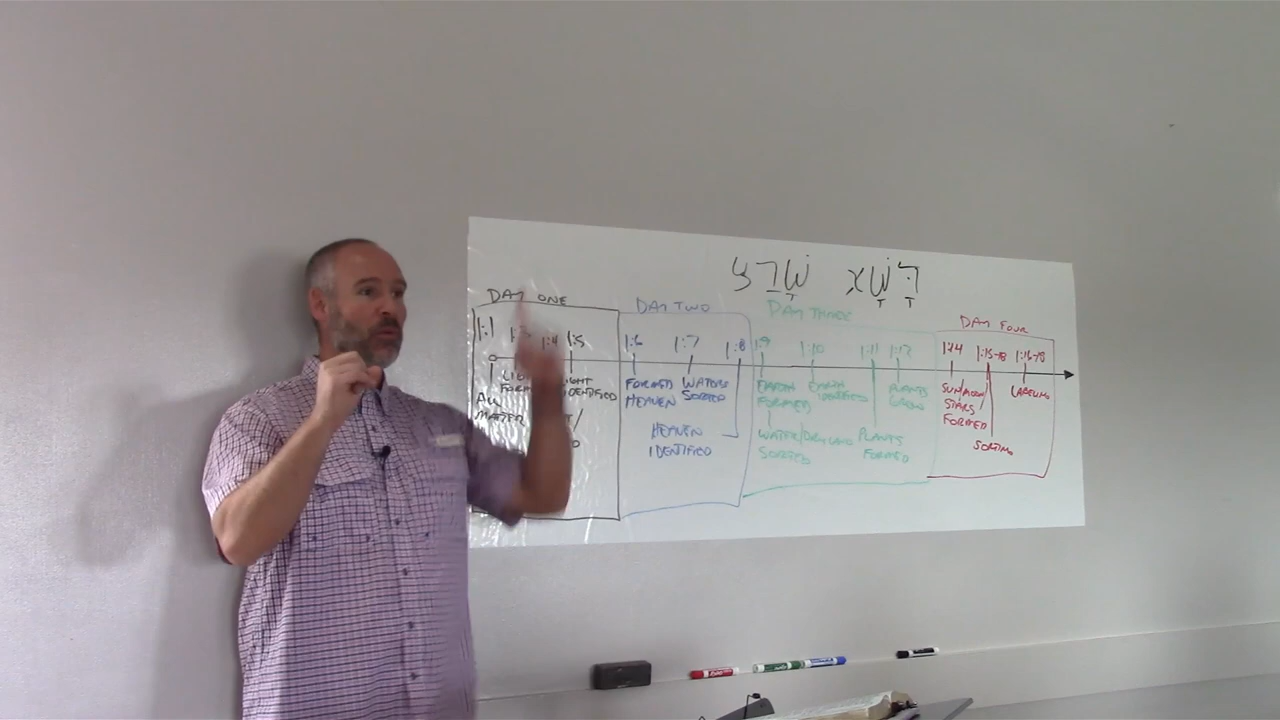 DAY ONE
1:1
1:4 1:5
ALL MATTER
IDENTIFIED
DAY TWO
1:6 1:7 1:8
FORMED HEAVEN
WATERS SORTED
HEAVEN IDENTIFIED
DAY THREE
1:9 1:10 1:11 1:12
EARTH FORMED
EARTH IDENTIFIED
PLANTS GROW
WATER/DRY LAND SORTED
PLANTS FORMED
DAY FOUR
1:14 1:15-18 1:16-18
SUN/MOON/
STARS
FORMED
LABELING
SORTING